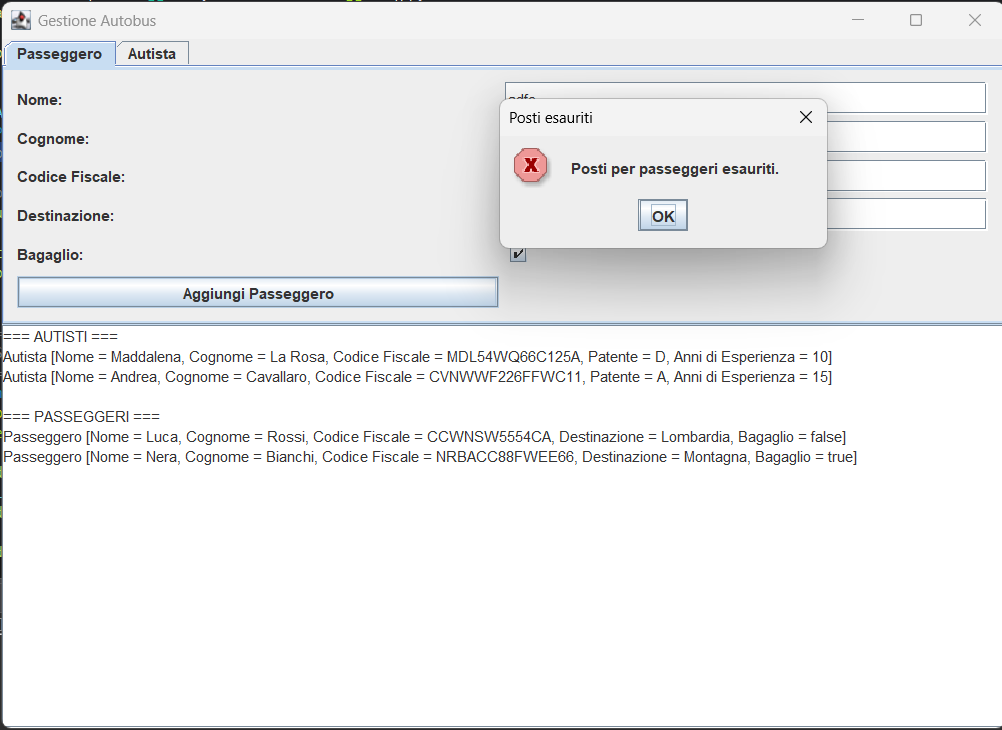 Gestione Autobus
Passeggero Autista
Nome:
Posti esauriti
Cognome:
Posti per passeggeri esauriti.
Codice Fiscale:
Destinazione:
OK
Bagaglio:
Aggiungi Passeggero
=== AUTISTI ===
Autista [Nome = Maddalena, Cognome = La Rosa, Codice Fiscale = MDL54WQ66C125A, Patente = D, Anni di Esperienza = 10]
Autista [Nome = Andrea, Cognome = Cavallaro, Codice Fiscale = CVNWWF226FFWC11, Patente = A, Anni di Esperienza = 15]
=== PASSEGGERI ===
Passeggero [Nome = Luca, Cognome = Rossi, Codice Fiscale = CCWNSW5554CA, Destinazione = Lombardia, Bagaglio = false]
Passeggero [Nome = Nera, Cognome = Bianchi, Codice Fiscale = NRBACC88FWEE66, Destinazione = Montagna, Bagaglio = true]